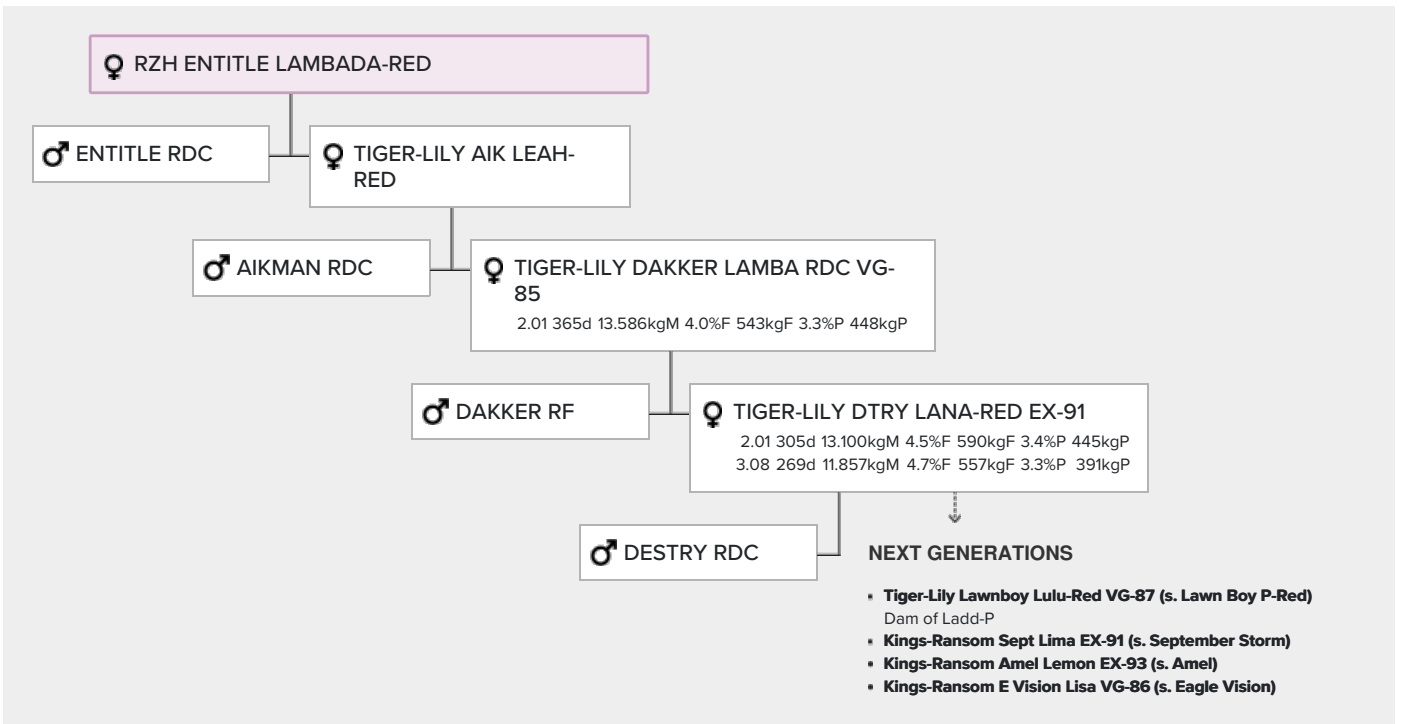 RZH ENTITLE LAMBADA-RED
ENTITLE RDC
TIGER-LILY AIK LEAH-
RED
AIKMAN RDC
TIGER-LILY DAKKER LAMBA RDC VG-
85
2.01 365d 13.586kgM 4.0%F 543kgF 3.3%P 448kgP
DAKKER RF
TIGER-LILY DTRY LANA-RED EX-91
2.01 305d 13.100kgM 4.5%F 590kgF 3.4%P 445kgP
3.08 269d 11.857kgM 4.7%F 557kgF 3.3%P 391kgP
DESTRY RDC
NEXT GENERATIONS
Tiger-Lily Lawnboy Lulu-Red VG-87 (s. Lawn Boy P-Red)
Dam of Ladd-P
Kings-Ransom Sept Lima EX-91 (s. September Storm)
Kings-Ransom Amel Lemon EX-93 (s. Amel)
Kings-Ransom E Vision Lisa VG-86 (s. Eagle Vision)